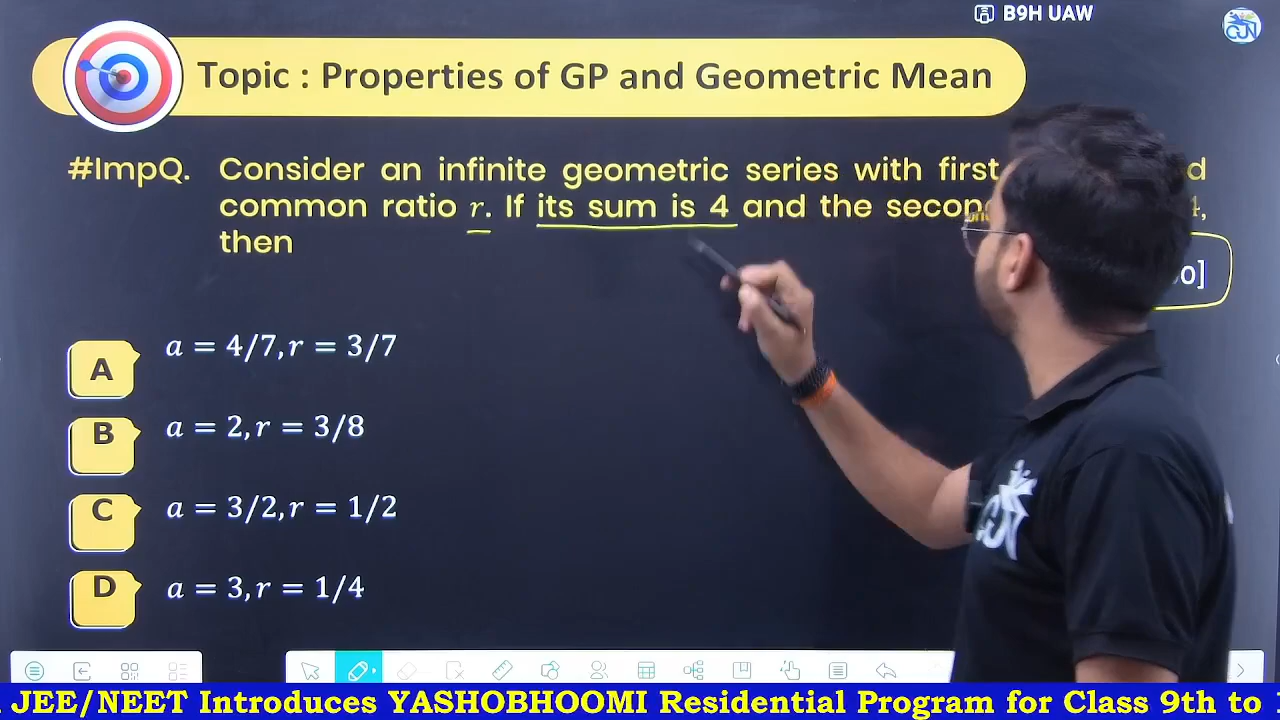 B9H UAW
Topic : Properties of GP and Geometric Mean
#ImpQ. Consider an infinite geometric series with first
common ratio r. If its sum is 4 and the secon 4,
then
A a = 4/7, r = 3/7
B a = 2, r = 3/8
C a = 3/2, r = 1/2
D a = 3, r = 1/4
JEE/NEET Introduces YASHOBHOOMI Residential Program for Class 9th to